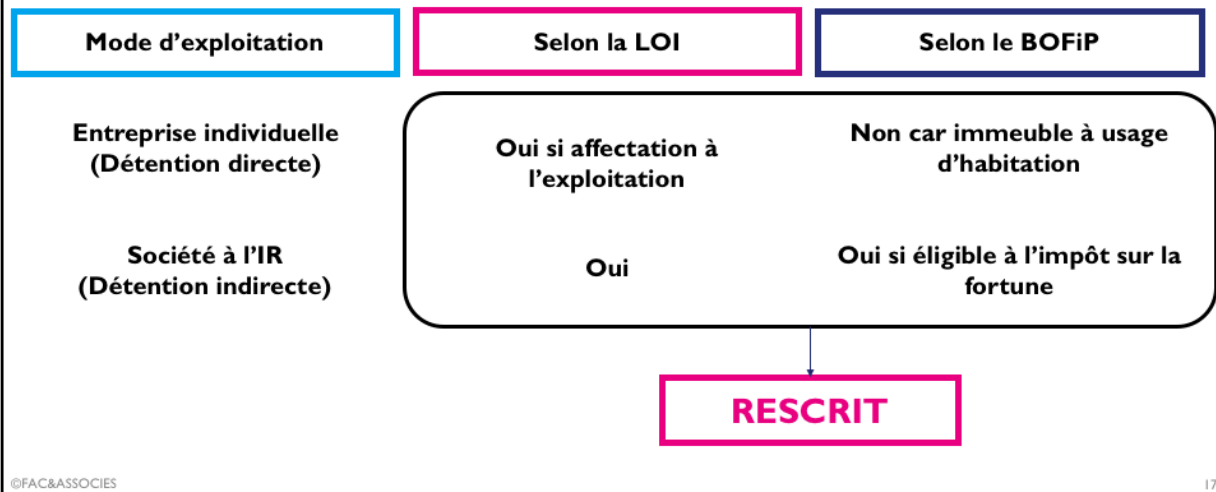 Mode d’exploitation
Selon la LOI
Selon le BOFiP
Entreprise individuelle
(Détention directe)
Oui si affectation à
l’exploitation
Non car immeuble à usage
d’habitation
Société à l’IR
(Détention indirecte)
Oui
Oui si éligible à l’impôt sur la
fortune
RESCRIT
©FAC&ASSOCIES
17